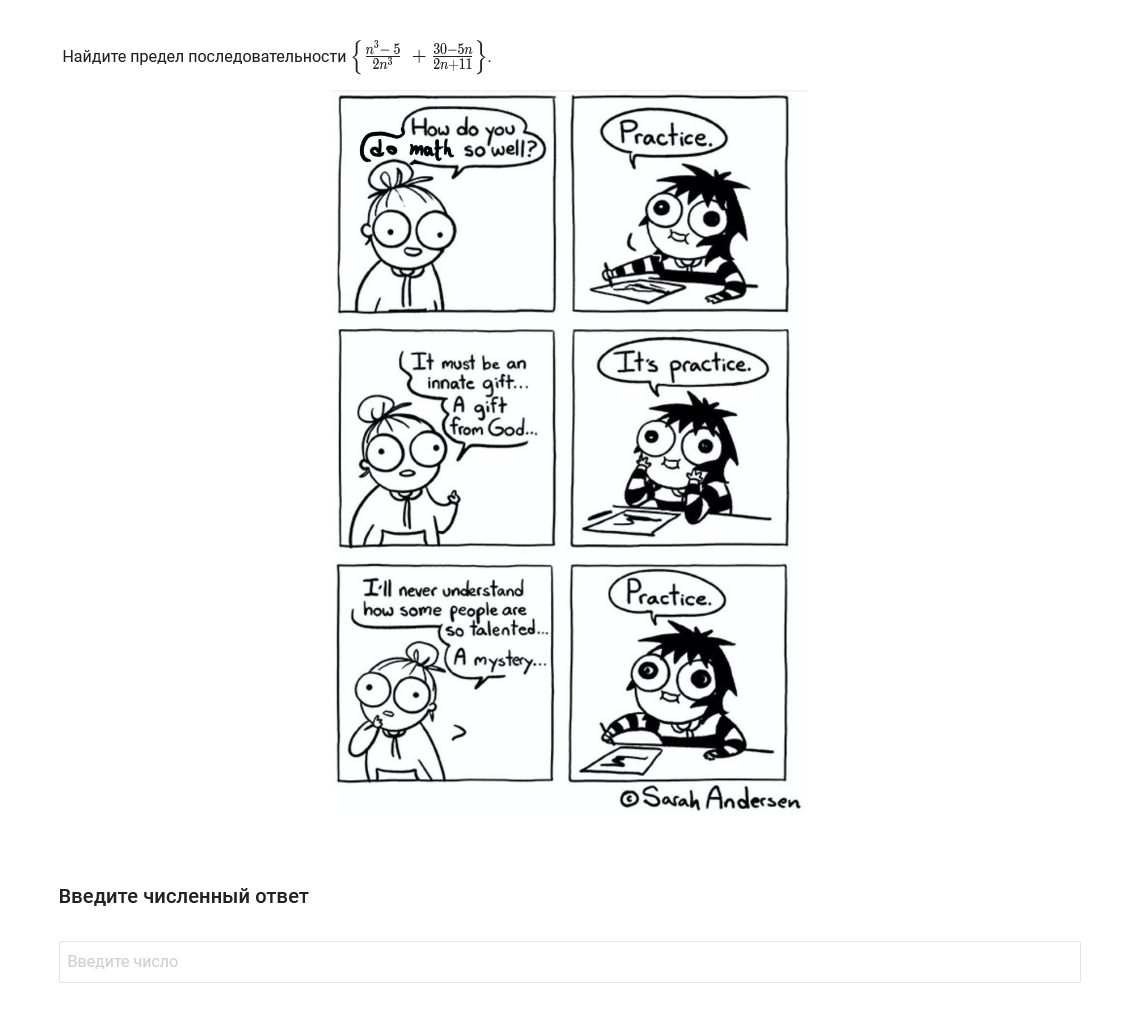 Найдите предел последовательности { n³− 5 / 2n³ + 30−5n / 2n+11 }.
How do you
do math so well?
Practice.
It must be an
innate gift...
A gift
from God...
It's practice.
I'll never understand
how some people are
so talented...
A mystery...
Practice.
© Sarah Andersen
Введите численный ответ
Введите число